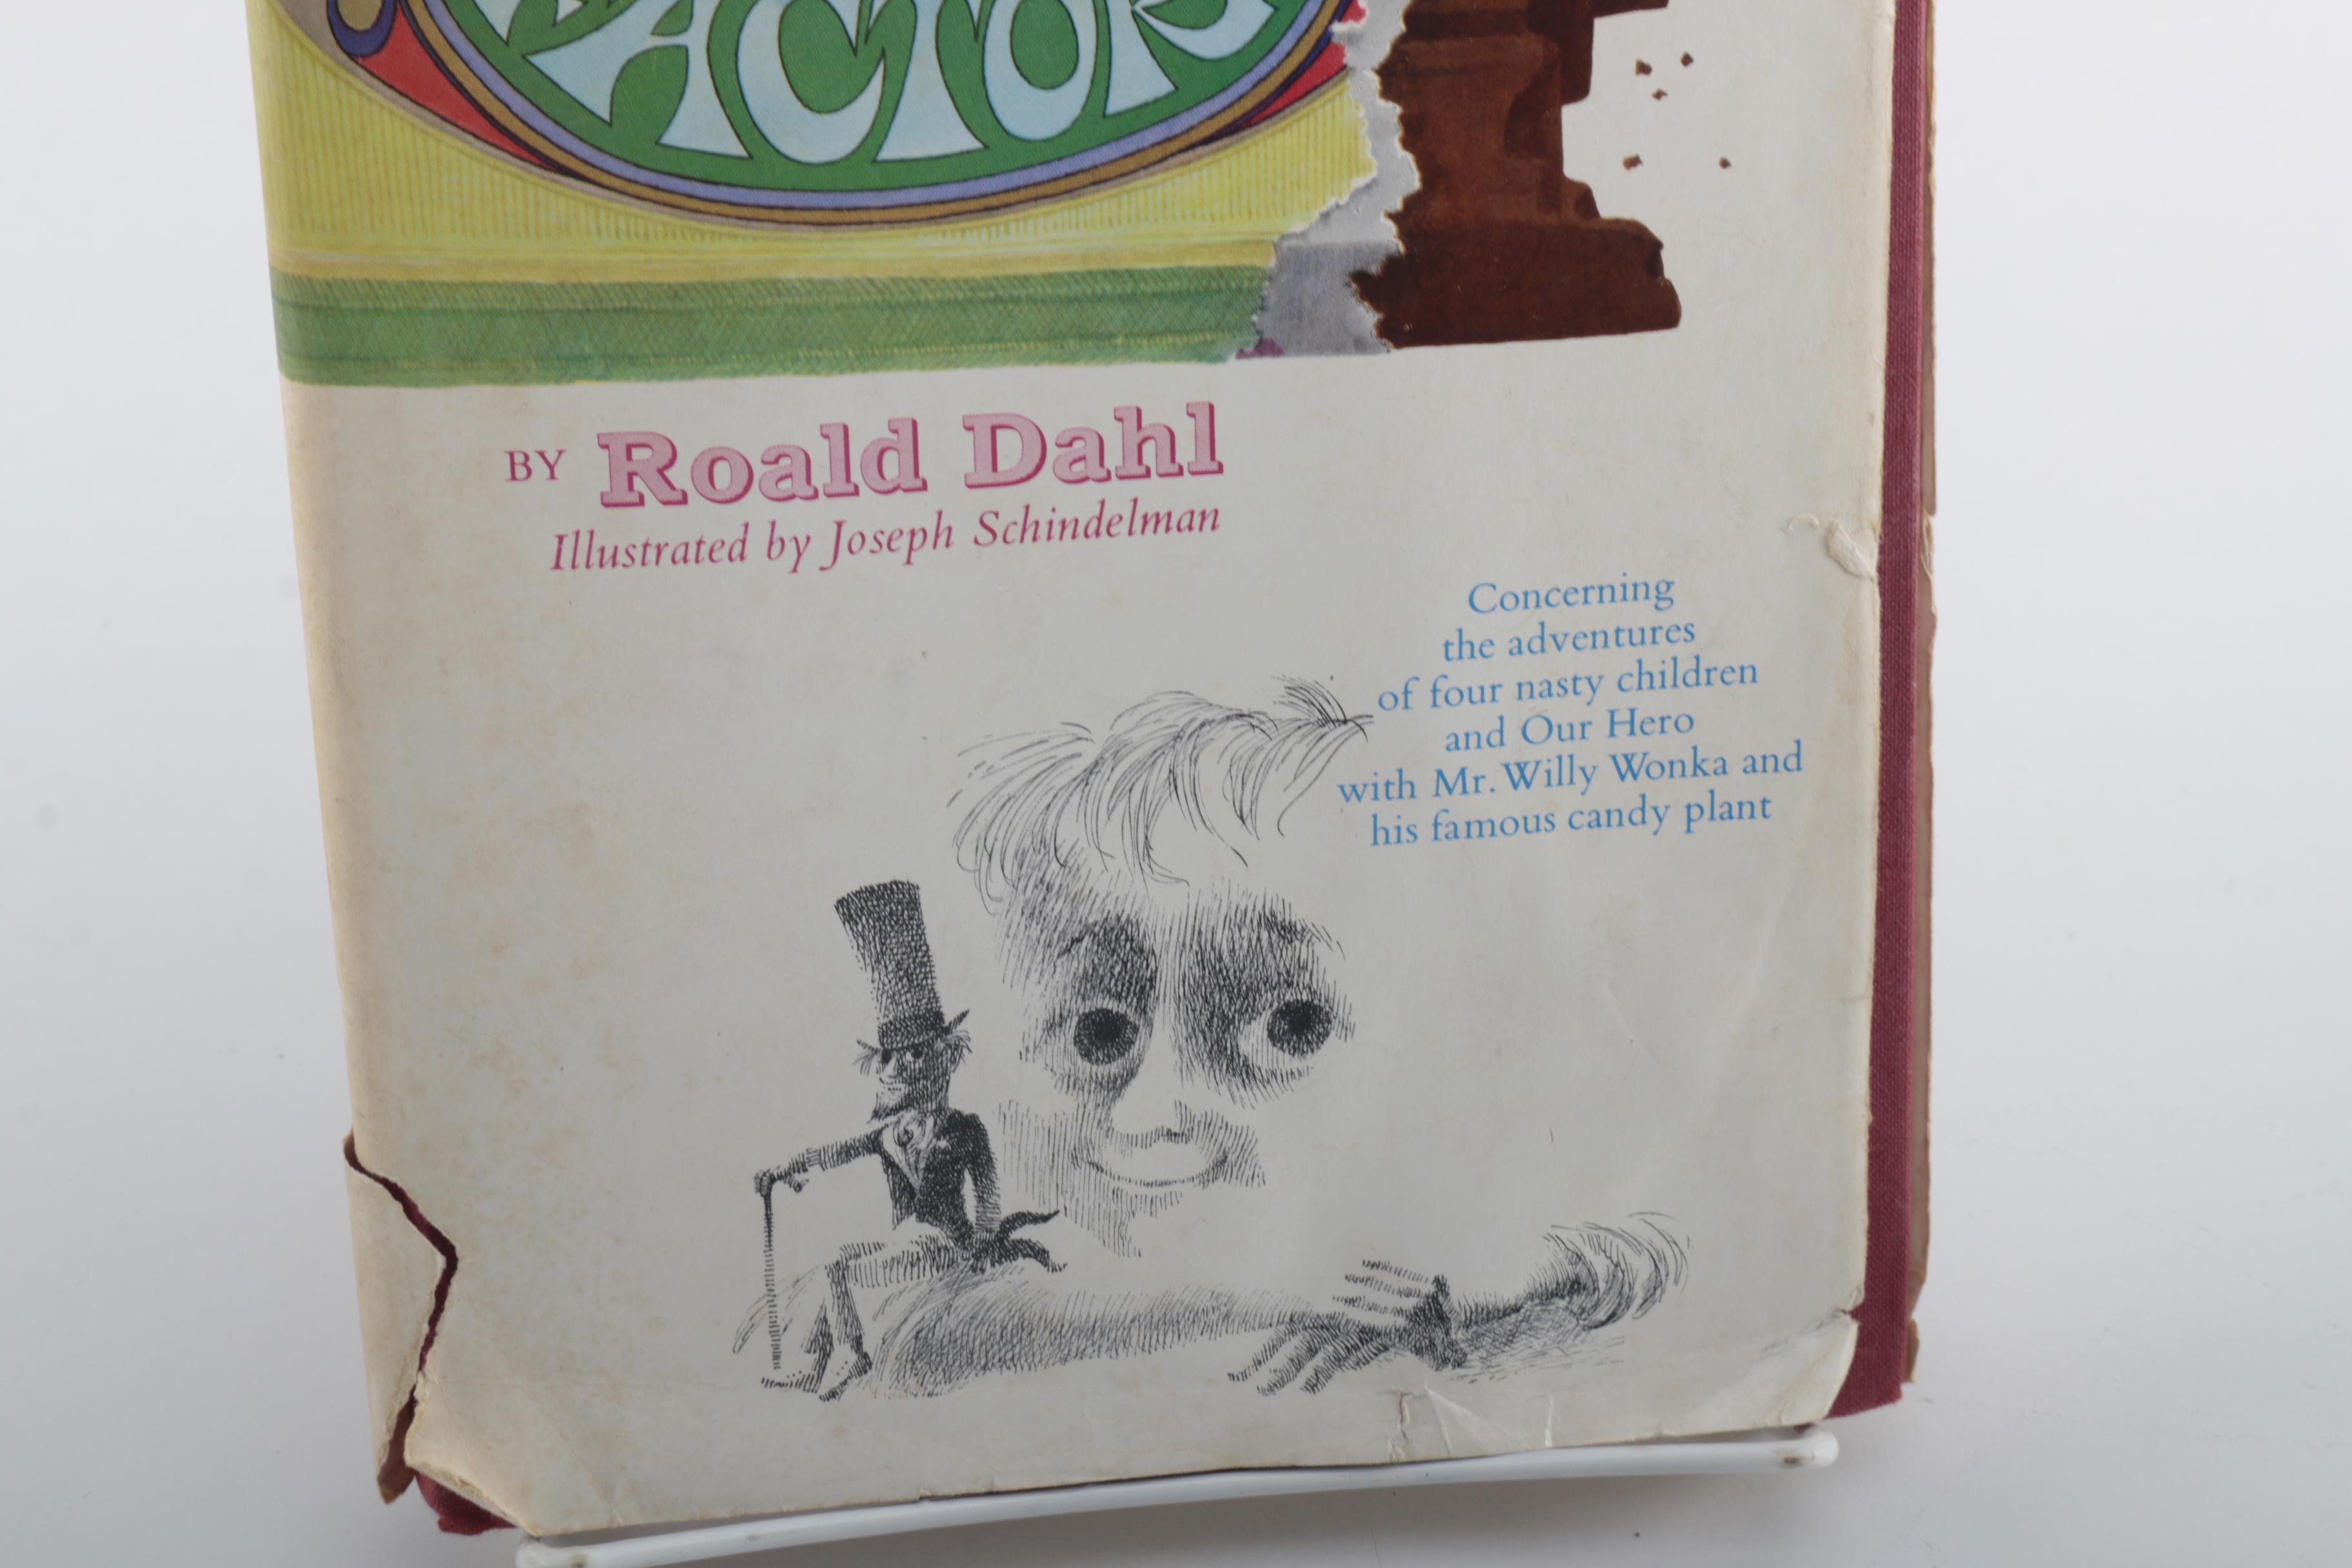 FACTORY
BY Roald Dahl
Illustrated by Joseph Schindelman
Concerning
the adventures
of four nasty children
and Our Hero
with Mr. Willy Wonka and
his famous candy plant